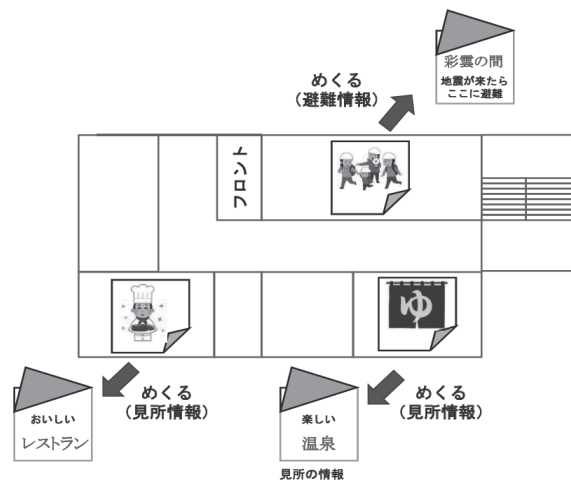 彩雲の間
地震が来たら
ここに避難
めくる
(避難情報)
フロント
ゆ
めくる
(見所情報)
おいしい
レストラン
めくる
(見所情報)
楽しい
温泉
見所の情報